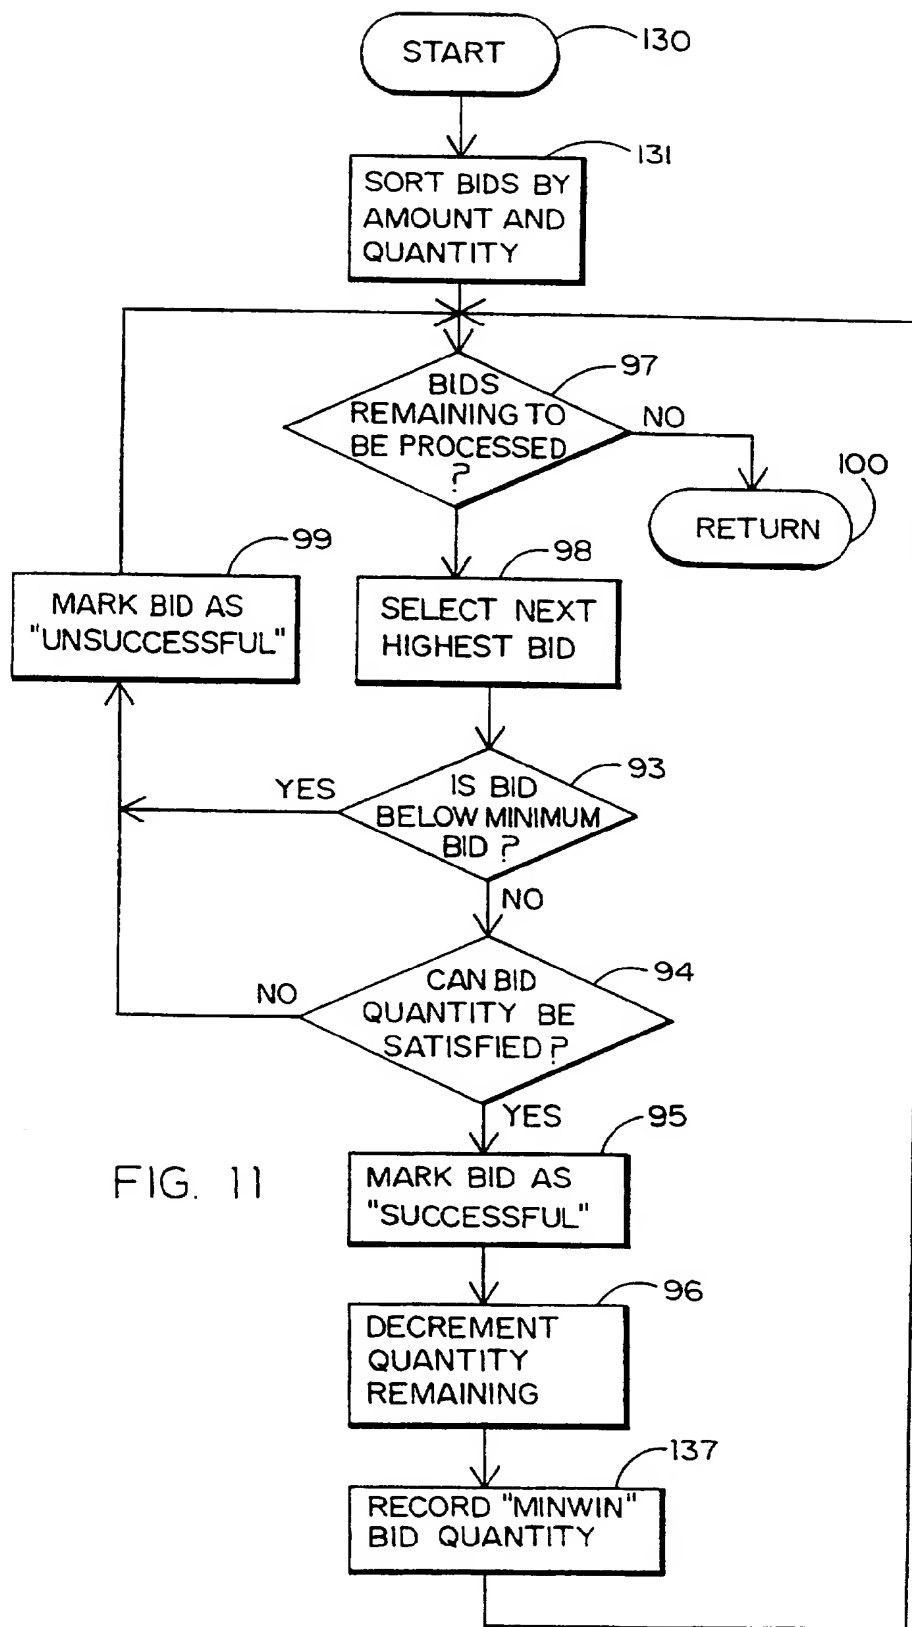 START
130
131
SORT BIDS BY
AMOUNT AND
QUANTITY
97
BIDS
REMAINING TO
BE PROCESSED
?
NO
100
RETURN
99
MARK BID AS
"UNSUCCESSFUL"
98
SELECT NEXT
HIGHEST BID
93
YES
IS BID
BELOW MINIMUM
BID ?
NO
94
NO
CAN BID
QUANTITY BE
SATISFIED ?
YES
95
MARK BID AS
"SUCCESSFUL"
FIG. 11
96
DECREMENT
QUANTITY
REMAINING
137
RECORD "MINWIN"
BID QUANTITY